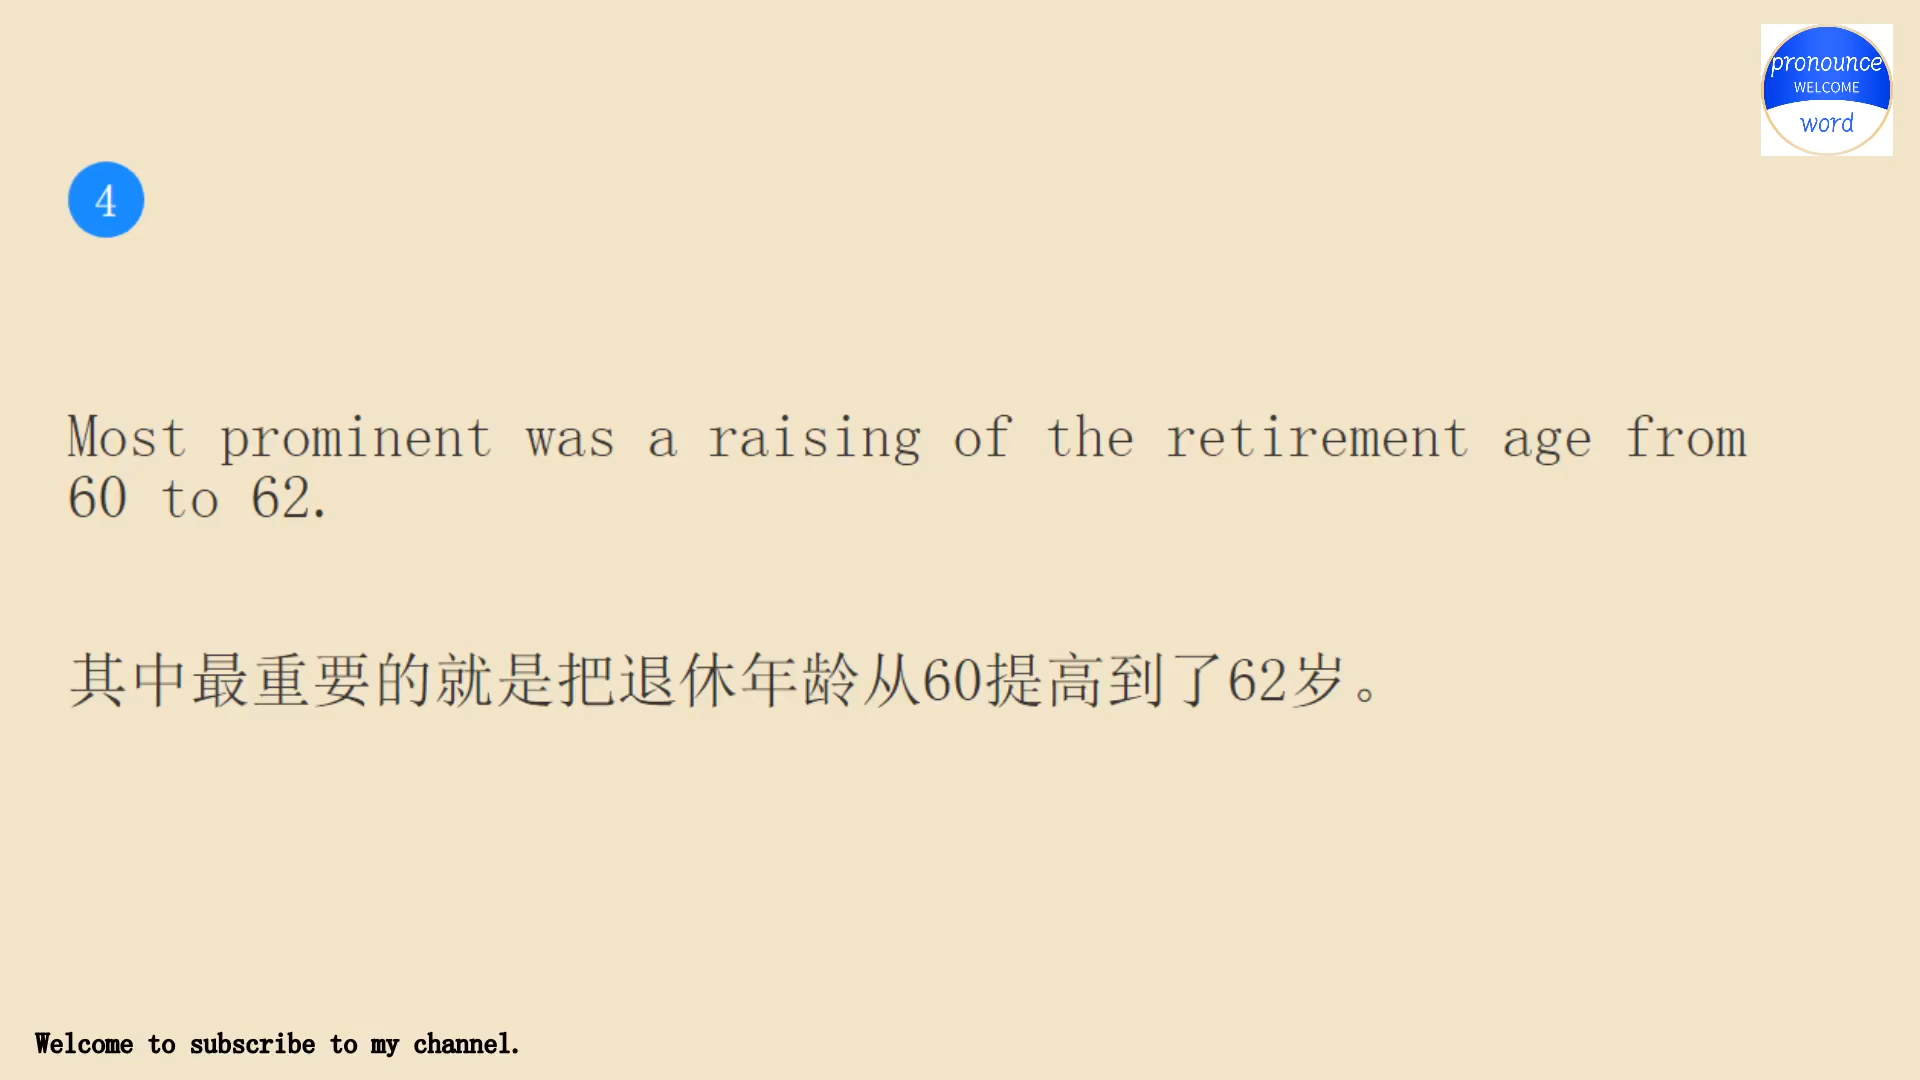 pronounce
WELCOME
word
4
Most prominent was a raising of the retirement age from
60 to 62.
其中最重要的就是把退休年龄从60提高到了62岁。
Welcome to subscribe to my channel.